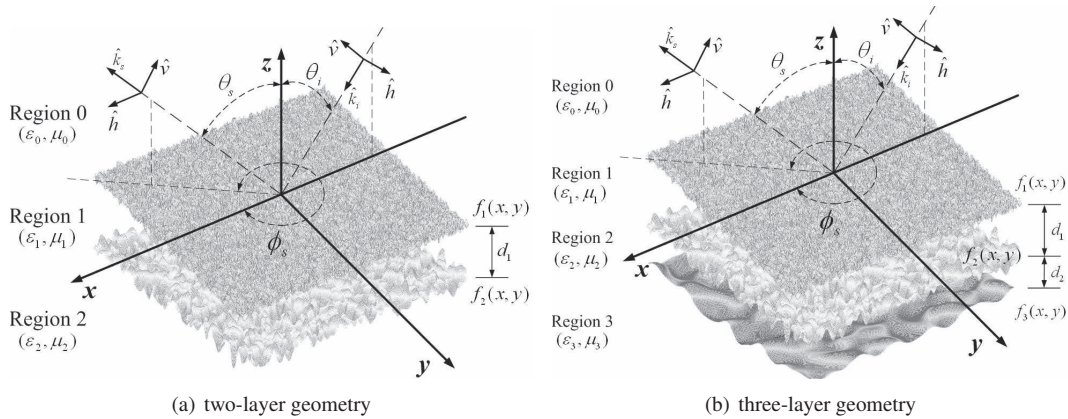 k̂ₛ
v̂
ĥ
z
θₛ
θᵢ
v̂
k̂ᵢ
ĥ
Region 0
(ε₀, μ₀)
Region 1
(ε₁, μ₁)
Region 2
(ε₂, μ₂)
f₁(x, y)
d₁
f₂(x, y)
ϕₛ
x
y
(a) two-layer geometry
k̂ₛ
v̂
ĥ
z
θₛ
θᵢ
v̂
k̂ᵢ
ĥ
Region 0
(ε₀, μ₀)
Region 1
(ε₁, μ₁)
Region 2
(ε₂, μ₂)
Region 3
(ε₃, μ₃)
f₁(x, y)
d₁
f₂(x, y)
d₂
f₃(x, y)
ϕₛ
x
y
(b) three-layer geometry